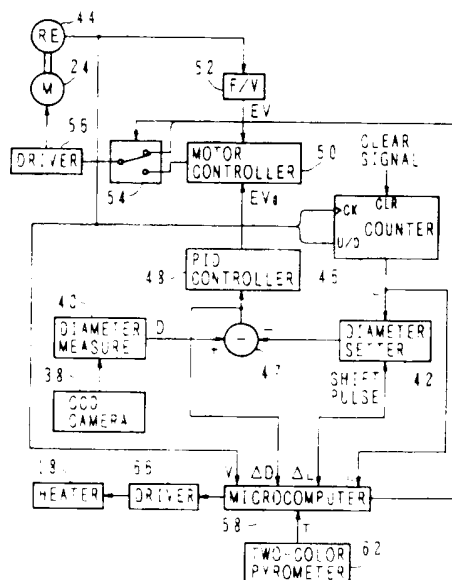 44
RE
24
M
52
F/V
EV
56
DRIVER
54
MOTOR
CONTROLLER
50
CLEAR
SIGNAL
CLR
CK
U/D
COUNTER
EV
48
PID
CONTROLLER
46
40
DIAMETER
MEASURE
D
+
−
−
47
DIAMETER
SETTER
42
SHIFT
PULSE
38
CCD
CAMERA
18
HEATER
66
DRIVER
V
ΔD
ΔL
MICROCOMPUTER
58
T
TWO-COLOR
PYROMETER
62